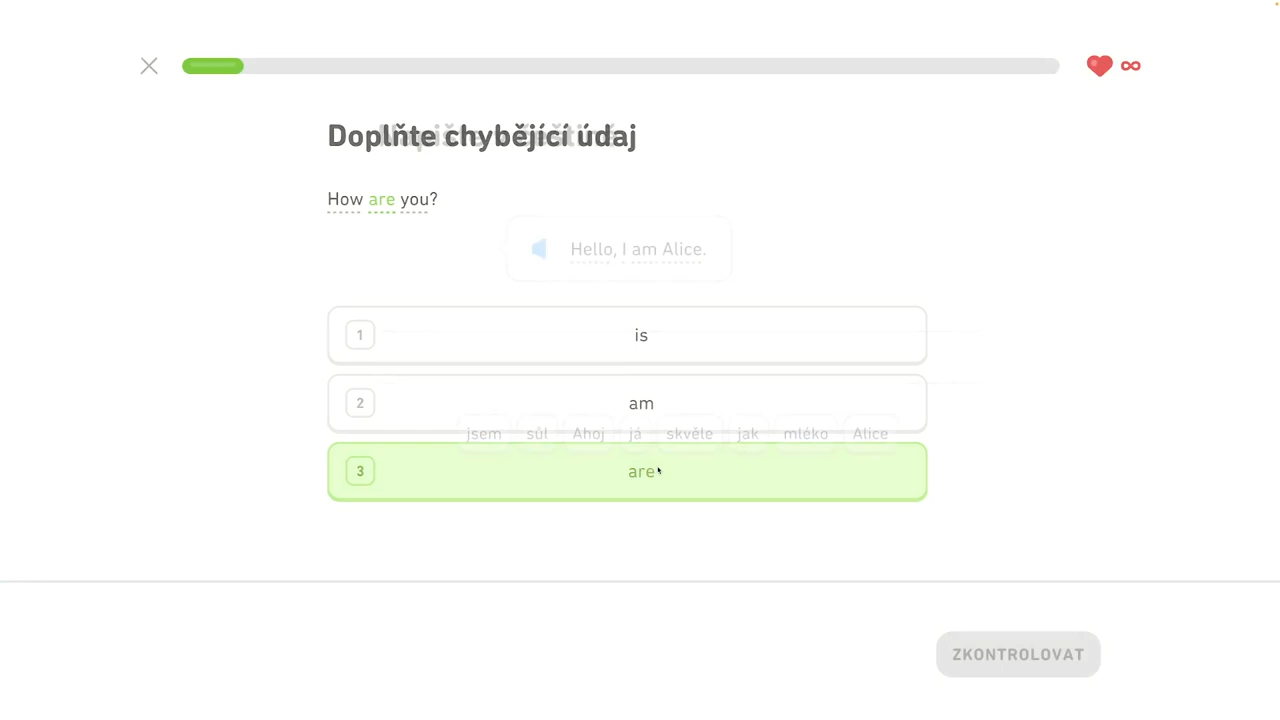 Doplňte chybějící údaj
How are you?
Hello, I am Alice.
1 is
2 am
jsem sůl Ahoj já skvěle jak mléko Alice
3 are
ZKONTROLOVAT